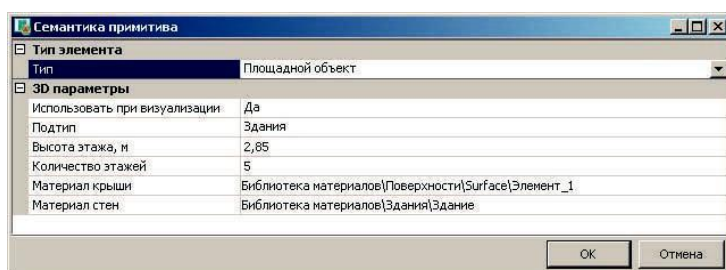 Семантика примитива
Тип элемента
Тип Площадной объект
3D параметры
Использовать при визуализации Да
Подтип Здания
Высота этажа, м 2,85
Количество этажей 5
Материал крыши Библиотека материалов\Поверхности\Surface\Элемент_1
Материал стен Библиотека материалов\Здания\Здание
OK Отмена